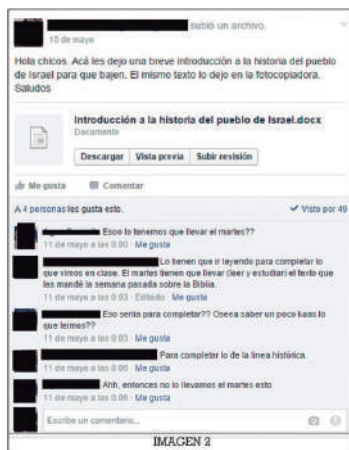 subió un archivo.
10 de mayo
Hola chicos. Acá les dejo una breve introducción a la historia del pueblo
de Israel para que bajen. El mismo texto lo dejo en la fotocopiadora.
Saludos
Introducción a la historia del pueblo de Israel.docx
Documento
Descargar Vista previa Subir revisión
Me gusta Comentar
A 4 personas les gusta esto. Visto por 49
Esoo lo tenemos que llevar el martes??
11 de mayo a las 0:00 · Me gusta
Lo tienen que ir leyendo para completar lo
que vimos en clase. El martes tienen que llevar (leer y estudiar) el texto que
les mandé la semana pasada sobre la Biblia.
11 de mayo a las 0:03 · Editado · Me gusta
Eso sería para completar?? Oseea saber un poco kaas lo
que leimos??
11 de mayo a las 0:03 · Me gusta
Para completar lo de la línea histórica.
11 de mayo a las 0:06 · Me gusta
Ahh, entonces no lo llevamos el martes esto
11 de mayo a las 0:06 · Me gusta
Escribe un comentario...
IMAGEN 2